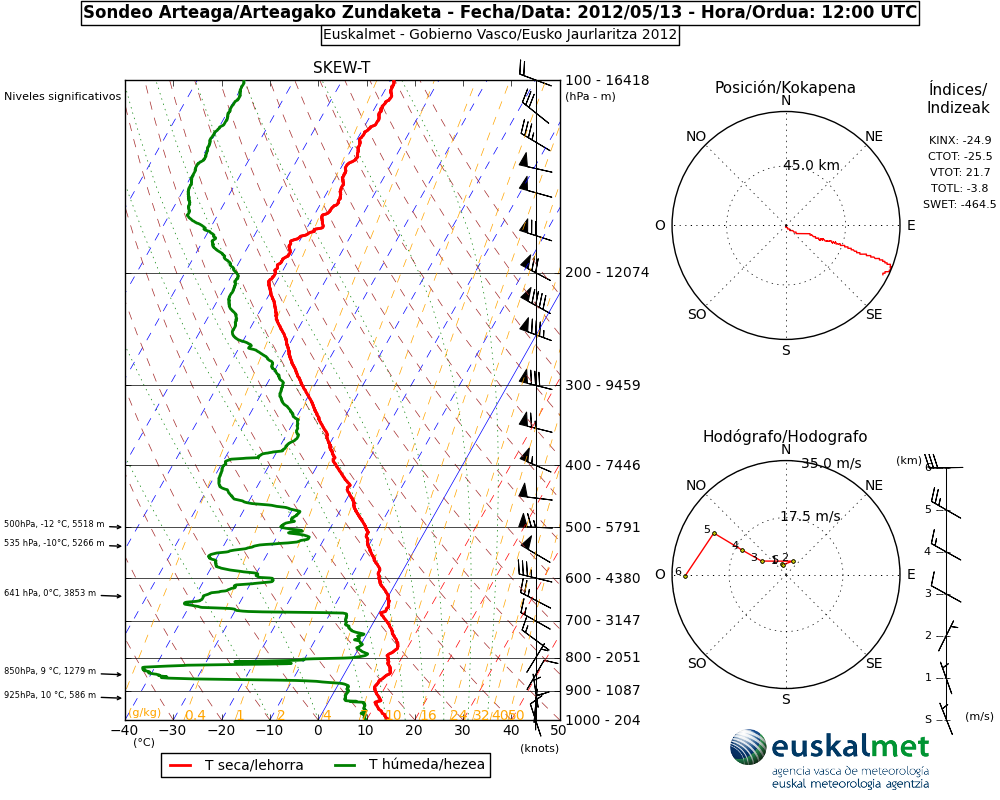 Sondeo Arteaga/Arteagako Zundaketa - Fecha/Data: 2012/05/13 - Hora/Ordua: 12:00 UTC
Euskalmet - Gobierno Vasco/Eusko Jaurlaritza 2012
SKEW-T
Niveles significativos
100 - 16418
(hPa - m)
200 - 12074
300 - 9459
400 - 7446
500 - 5791
600 - 4380
700 - 3147
800 - 2051
900 - 1087
1000 - 204
500hPa, -12 °C, 5518 m
535 hPa, -10°C, 5266 m
641 hPa, 0°C, 3853 m
850hPa, 9 °C, 1279 m
925hPa, 10 °C, 586 m
(g/kg) 0.4 1 2 4 10 16 24 32 40 50
−40 −30 −20 −10 0 10 20 30 40 50
(°C)
(knots)
T seca/lehorra
T húmeda/hezea
Posición/Kokapena
N
NO NE
45.0 km
O E
SO SE
S
Índices/
Indizeak
KINX: -24.9
CTOT: -25.5
VTOT: 21.7
TOTL: -3.8
SWET: -464.5
Hodógrafo/Hodografo
N
35.0 m/s
NO NE
17.5 m/s
5
4
3
2
6
O E
SO SE
S
(km)
6
5
4
3
2
1
S
(m/s)
euskalmet
agencia vasca de meteorología
euskal meteorologia agentzia